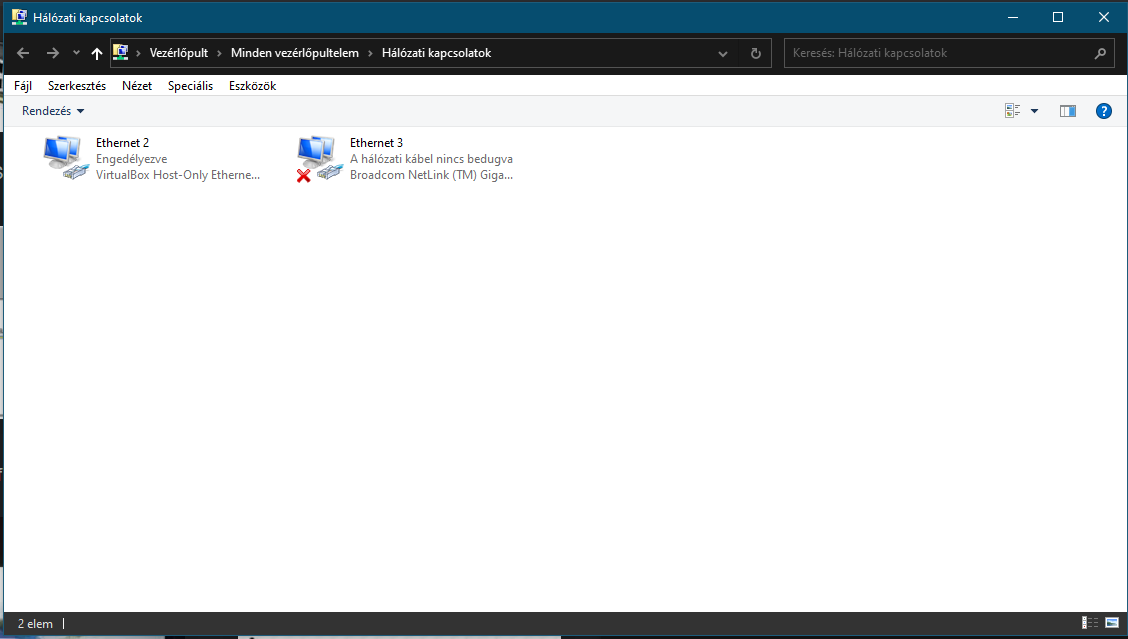 Hálózati kapcsolatok
Vezérlőpult Minden vezérlőpultelem Hálózati kapcsolatok
Keresés: Hálózati kapcsolatok
Fájl Szerkesztés Nézet Speciális Eszközök
Rendezés
?
Ethernet 2
Engedélyezve
VirtualBox Host-Only Etherne...
Ethernet 3
A hálózati kábel nincs bedugva
Broadcom NetLink (TM) Giga...
2 elem